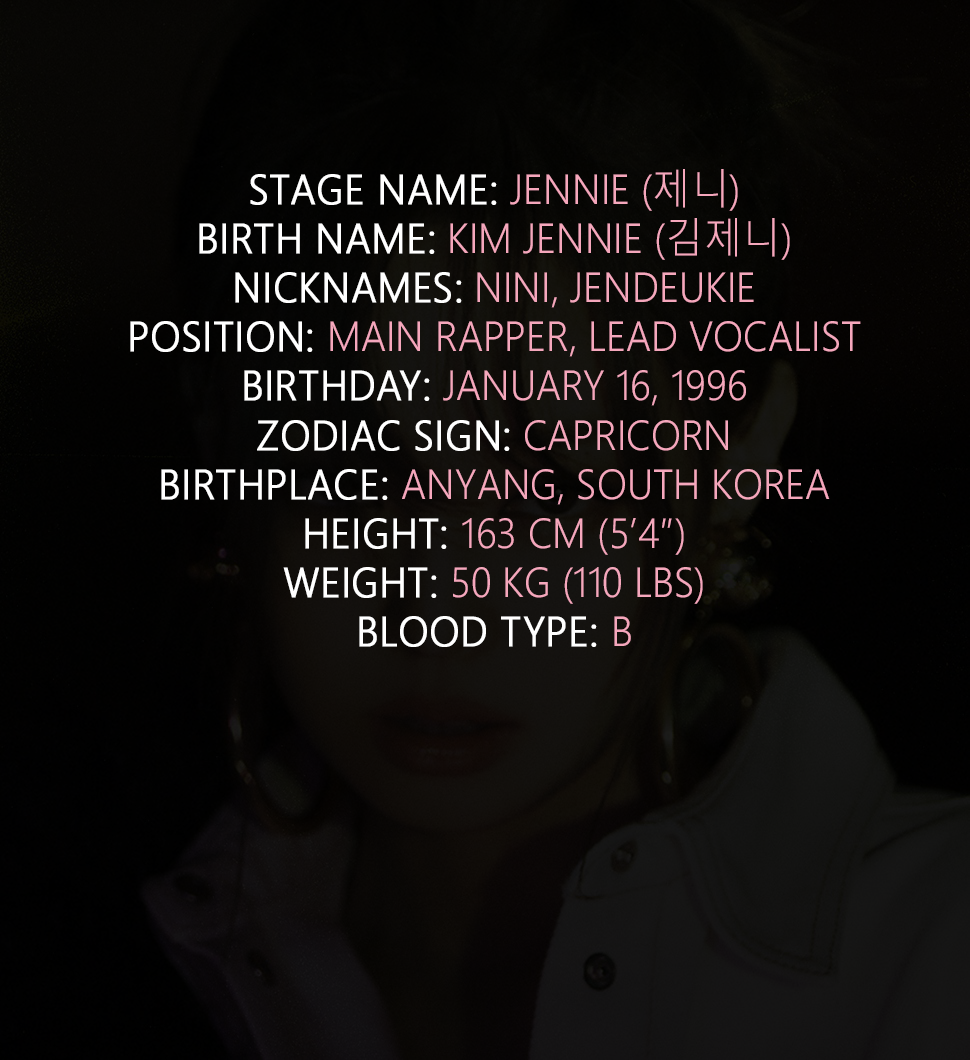 STAGE NAME: JENNIE (제니)
BIRTH NAME: KIM JENNIE (김제니)
NICKNAMES: NINI, JENDEUKIE
POSITION: MAIN RAPPER, LEAD VOCALIST
BIRTHDAY: JANUARY 16, 1996
ZODIAC SIGN: CAPRICORN
BIRTHPLACE: ANYANG, SOUTH KOREA
HEIGHT: 163 CM (5’4”)
WEIGHT: 50 KG (110 LBS)
BLOOD TYPE: B